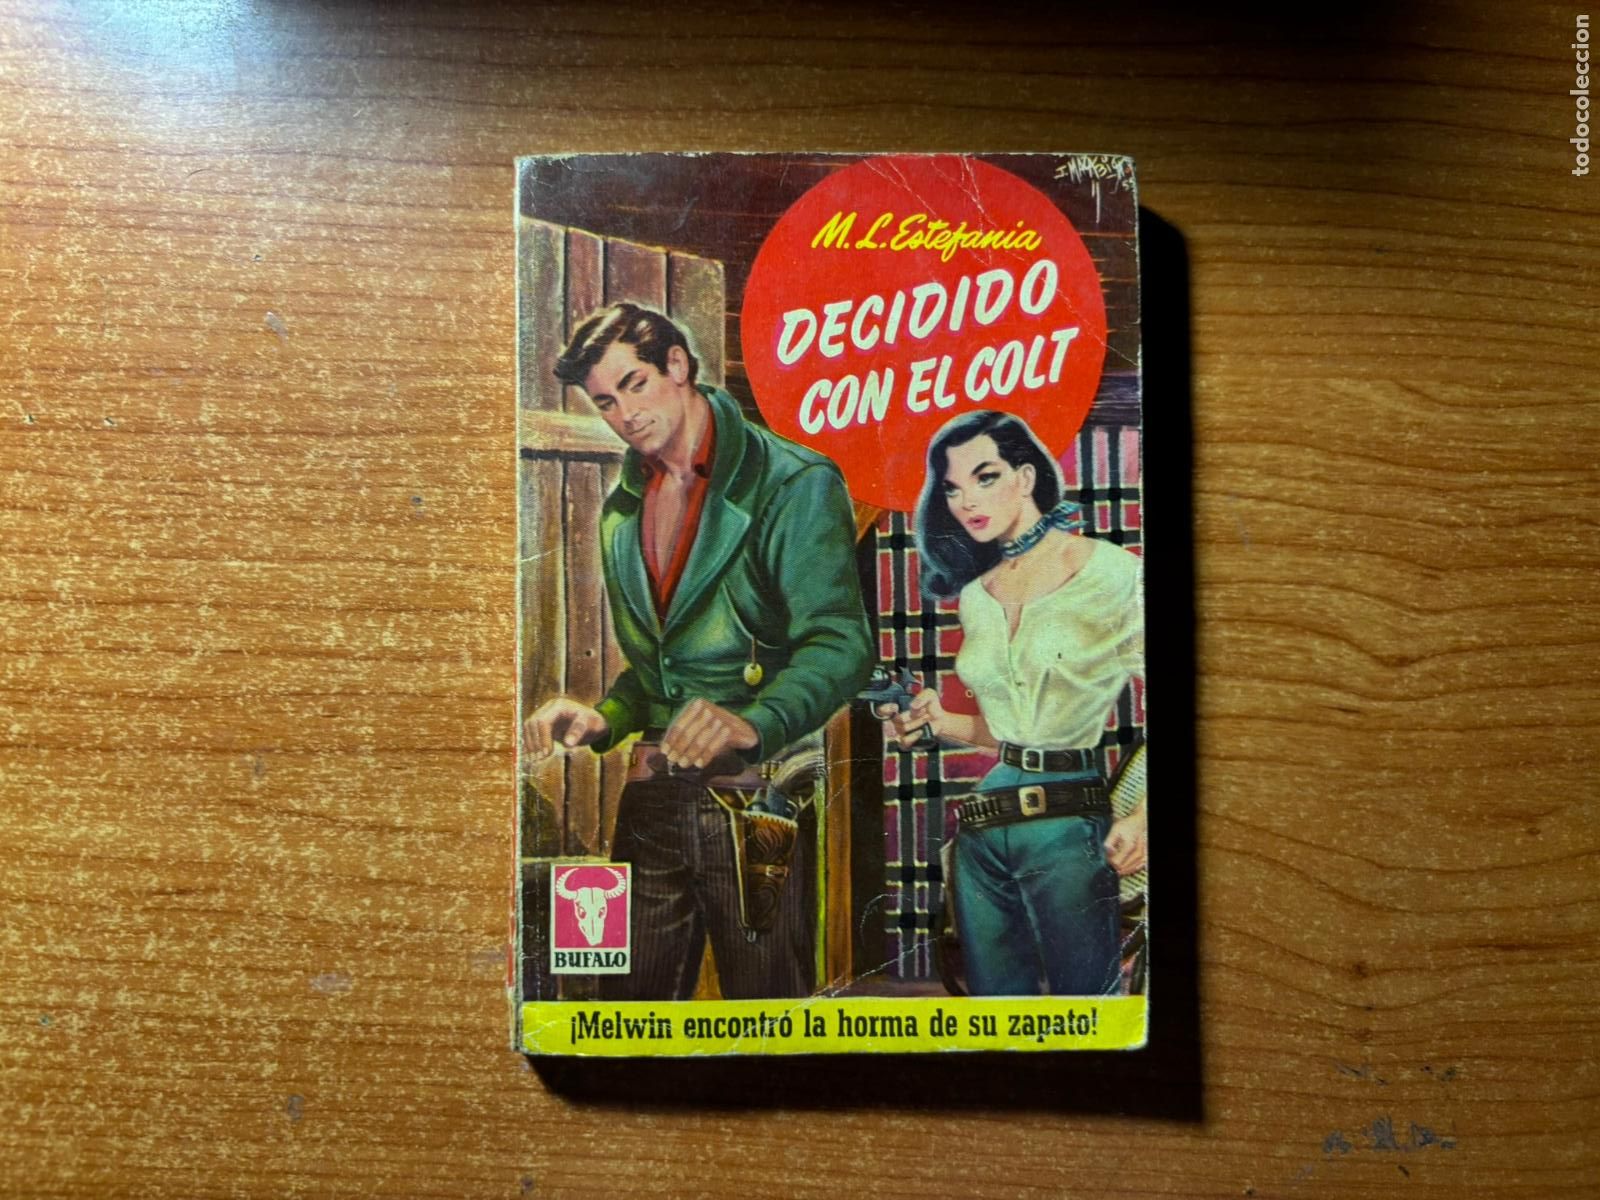 M. L. Estefania
DECIDIDO
CON EL COLT
BUFALO
¡Melwin encontró la horma de su zapato!
todocoleccion